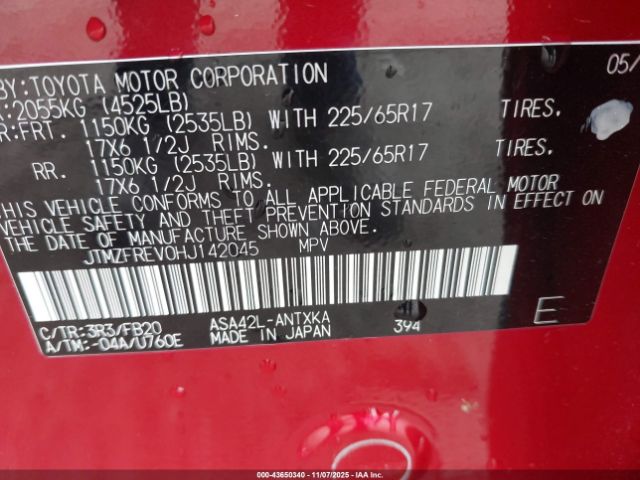 BY: TOYOTA MOTOR CORPORATION 05/
: 2055KG (4525LB)
R: FRT. 1150KG (2535LB) WITH 225/65R17 TIRES.
17X6 1/2J RIMS.
RR. 1150KG (2535LB) WITH 225/65R17 TIRES.
17X6 1/2J RIMS.
THIS VEHICLE CONFORMS TO ALL APPLICABLE FEDERAL MOTOR
VEHICLE SAFETY AND THEFT PREVENTION STANDARDS IN EFFECT ON
THE DATE OF MANUFACTURE SHOWN ABOVE.
JTMZFREV0HJ142045 MPV
C/TR: 3R3/FB20 ASA42L-ANTXKA 394 E
A/TM: -04A/U760E MADE IN JAPAN
000-43650340 - 11/07/2025 - Copyright IAA, Inc.